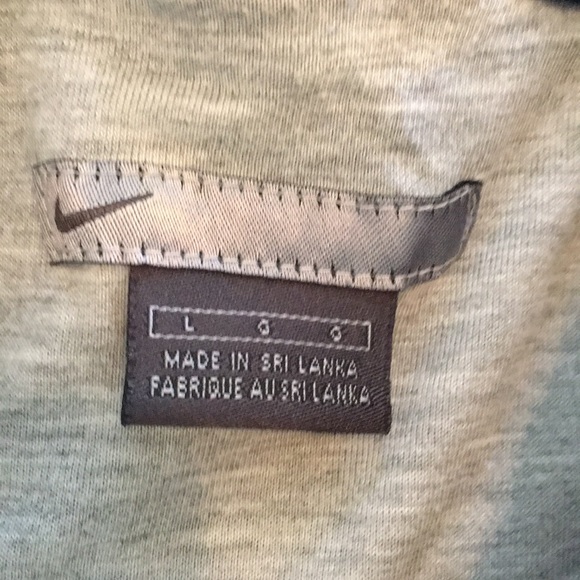 L G G
MADE IN SRI LANKA
FABRIQUE AU SRI LANKA